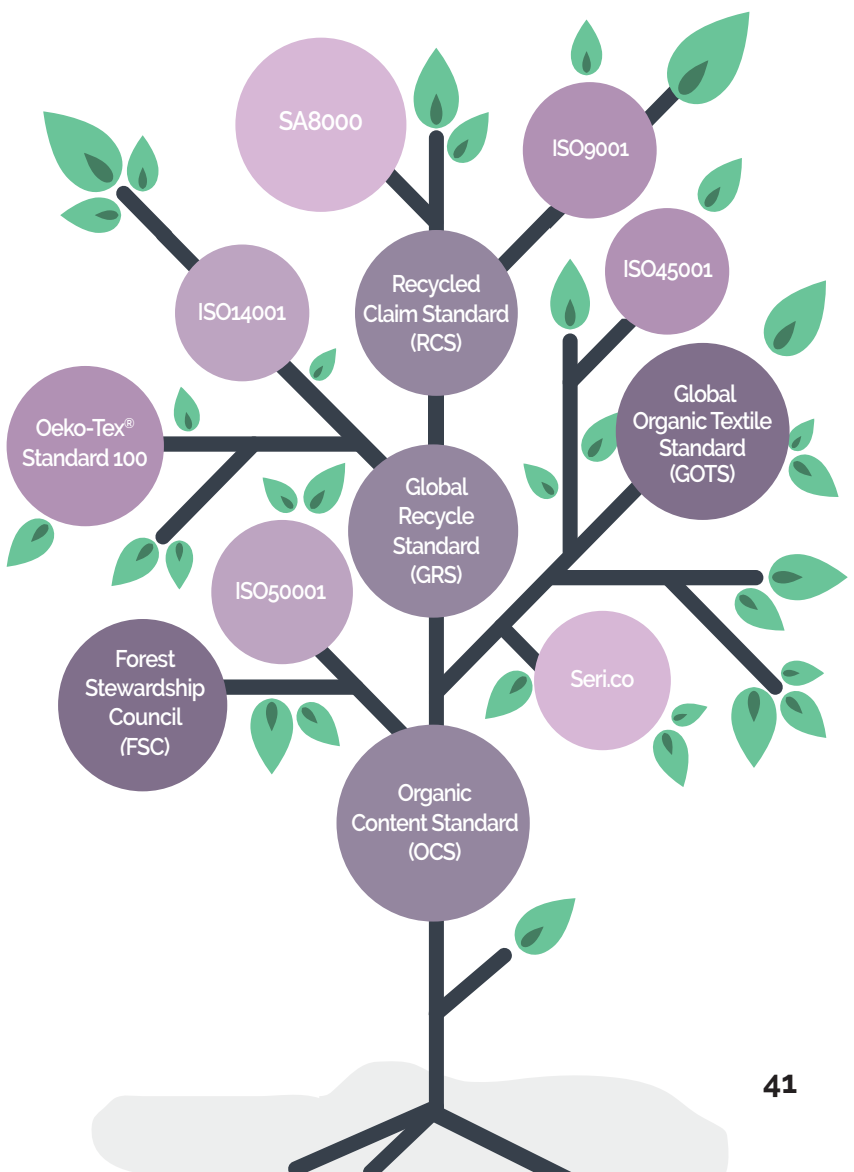 SA8000
ISO9001
ISO45001
Recycled
Claim Standard
(RCS)
ISO14001
Global
Organic Textile
Standard
(GOTS)
Oeko-Tex®
Standard 100
Global
Recycle
Standard
(GRS)
ISO50001
Forest
Stewardship
Council
(FSC)
Seri.co
Organic
Content Standard
(OCS)
41